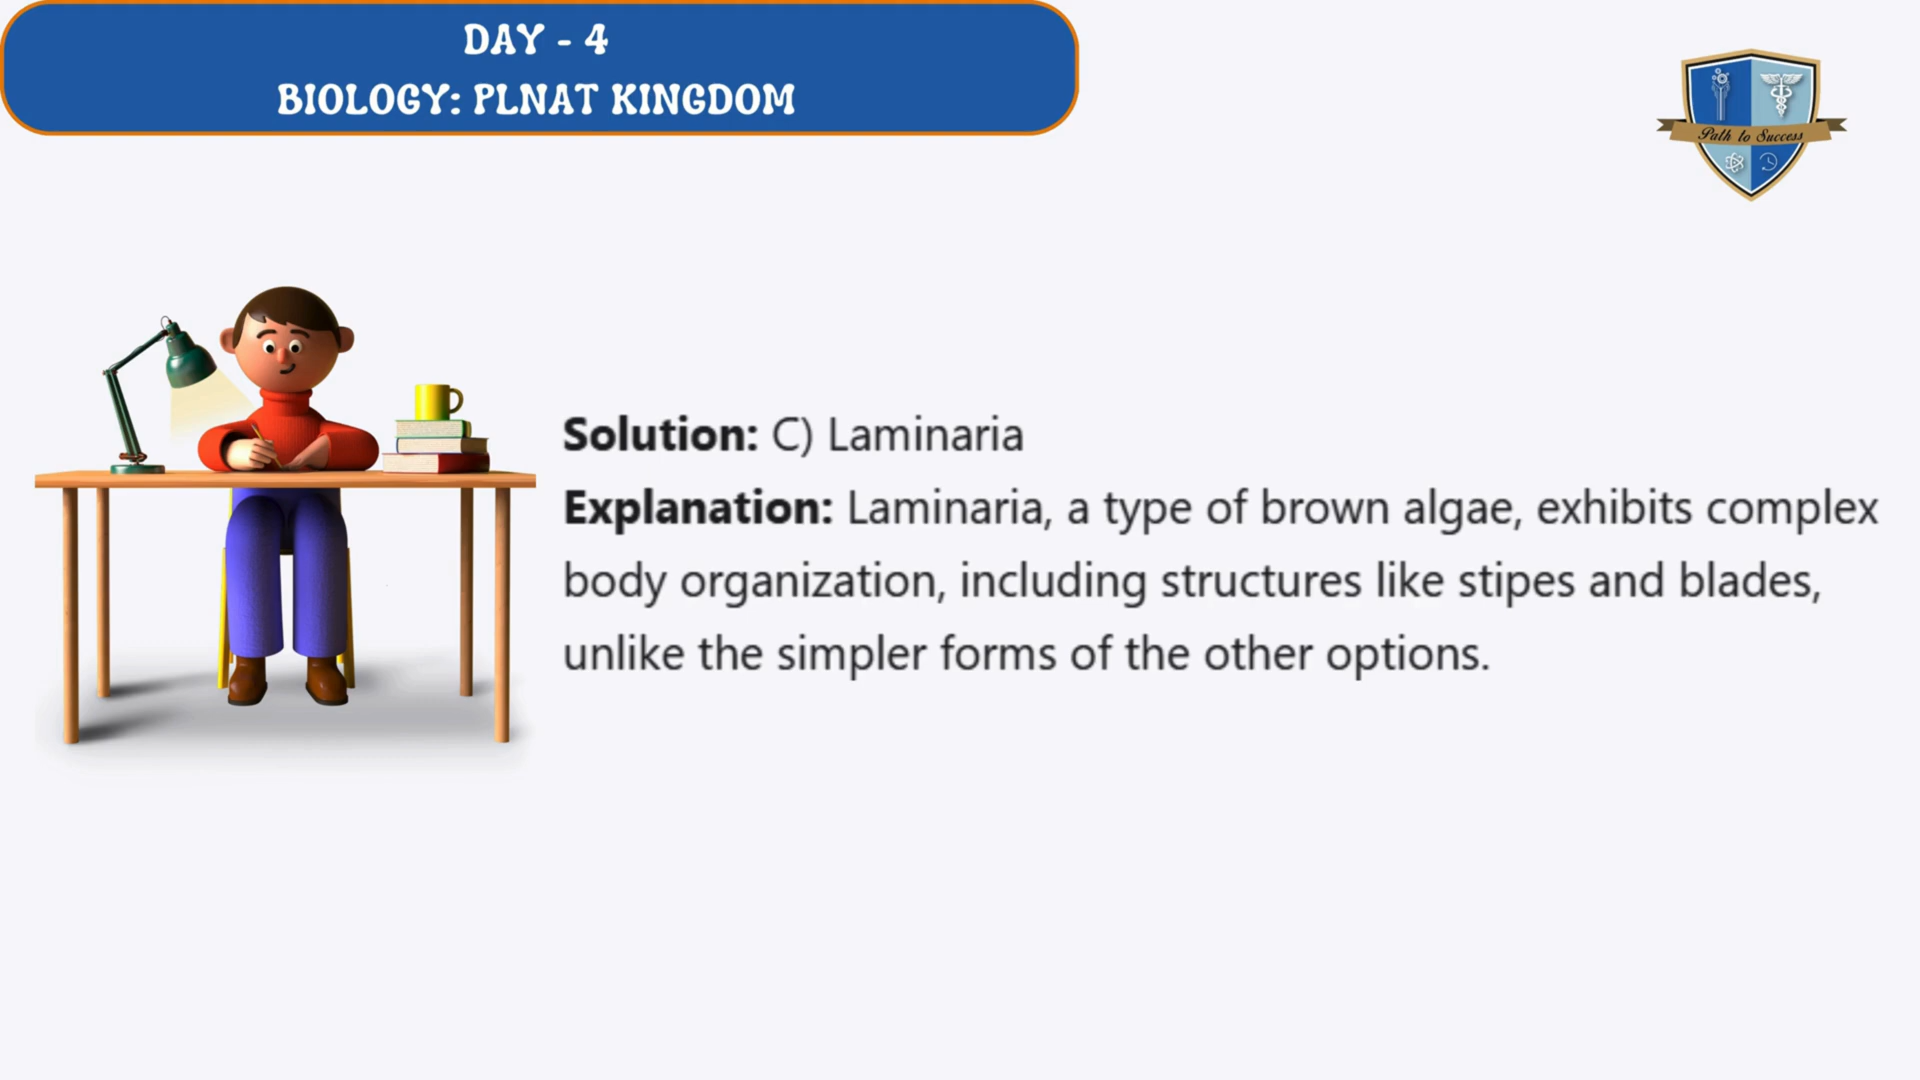 DAY - 4
BIOLOGY: PLNAT KINGDOM
Path to Success
Solution: C) Laminaria
Explanation: Laminaria, a type of brown algae, exhibits complex
body organization, including structures like stipes and blades,
unlike the simpler forms of the other options.